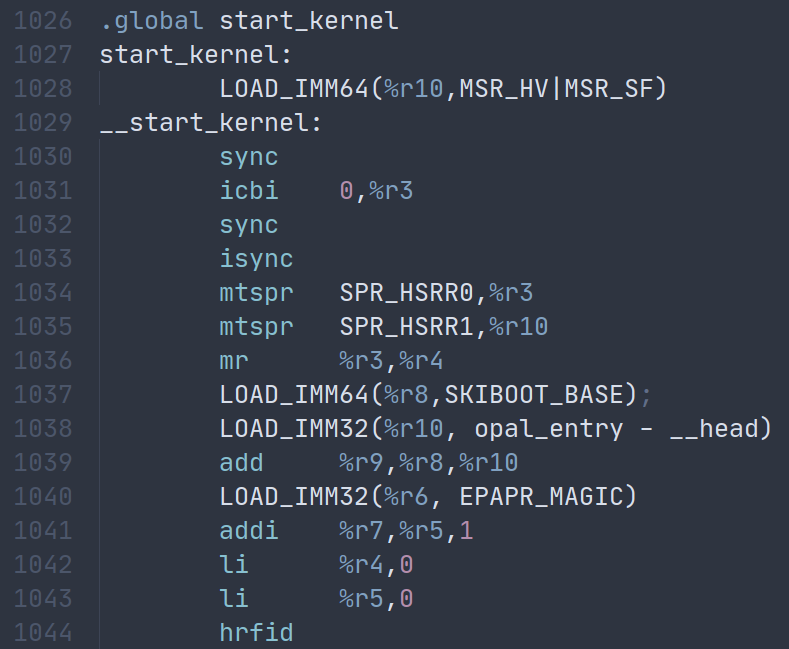 1026 .global start_kernel
1027 start_kernel:
1028 LOAD_IMM64(%r10,MSR_HV|MSR_SF)
1029 __start_kernel:
1030 sync
1031 icbi 0,%r3
1032 sync
1033 isync
1034 mtspr SPR_HSRR0,%r3
1035 mtspr SPR_HSRR1,%r10
1036 mr %r3,%r4
1037 LOAD_IMM64(%r8,SKIBOOT_BASE);
1038 LOAD_IMM32(%r10, opal_entry - __head)
1039 add %r9,%r8,%r10
1040 LOAD_IMM32(%r6, EPAPR_MAGIC)
1041 addi %r7,%r5,1
1042 li %r4,0
1043 li %r5,0
1044 hrfid